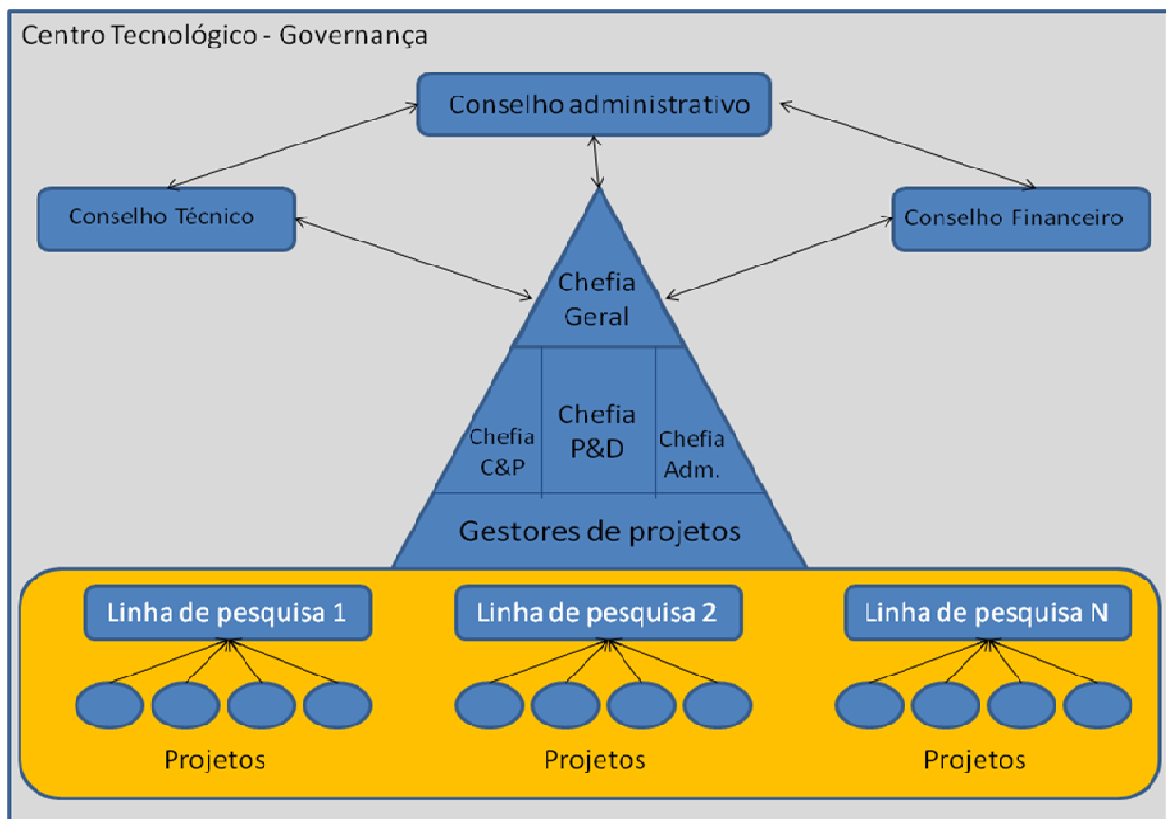 Centro Tecnológico - Governança
Conselho administrativo
Conselho Técnico
Conselho Financeiro
Chefia
Geral
Chefia
C&P
Chefia
P&D
Chefia
Adm.
Gestores de projetos
Linha de pesquisa 1
Linha de pesquisa 2
Linha de pesquisa N
Projetos
Projetos
Projetos